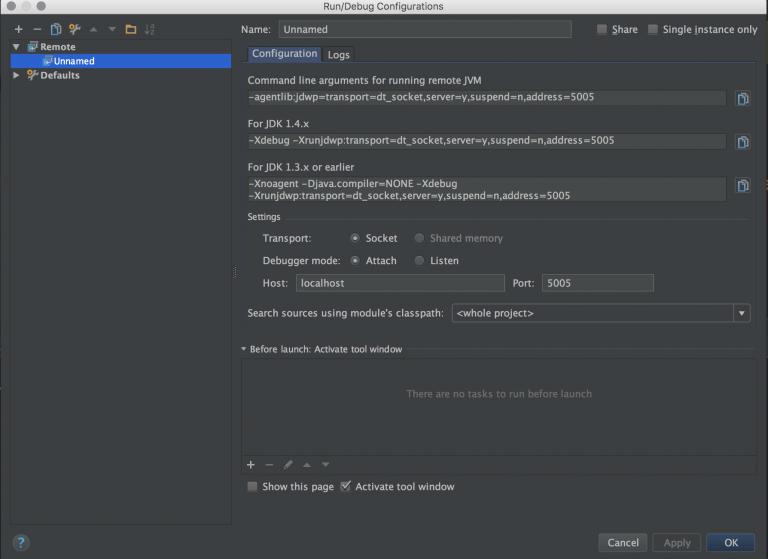 Run/Debug Configurations
Name: Unnamed Share Single instance only
Remote
Unnamed
Defaults
Configuration Logs
Command line arguments for running remote JVM
-agentlib:jdwp=transport=dt_socket,server=y,suspend=n,address=5005
For JDK 1.4.x
-Xdebug -Xrunjdwp:transport=dt_socket,server=y,suspend=n,address=5005
For JDK 1.3.x or earlier
-Xnoagent -Djava.compiler=NONE -Xdebug
-Xrunjdwp:transport=dt_socket,server=y,suspend=n,address=5005
Settings
Transport: Socket Shared memory
Debugger mode: Attach Listen
Host: localhost Port: 5005
Search sources using module's classpath: <whole project>
Before launch: Activate tool window
There are no tasks to run before launch
Show this page Activate tool window
? Cancel Apply OK